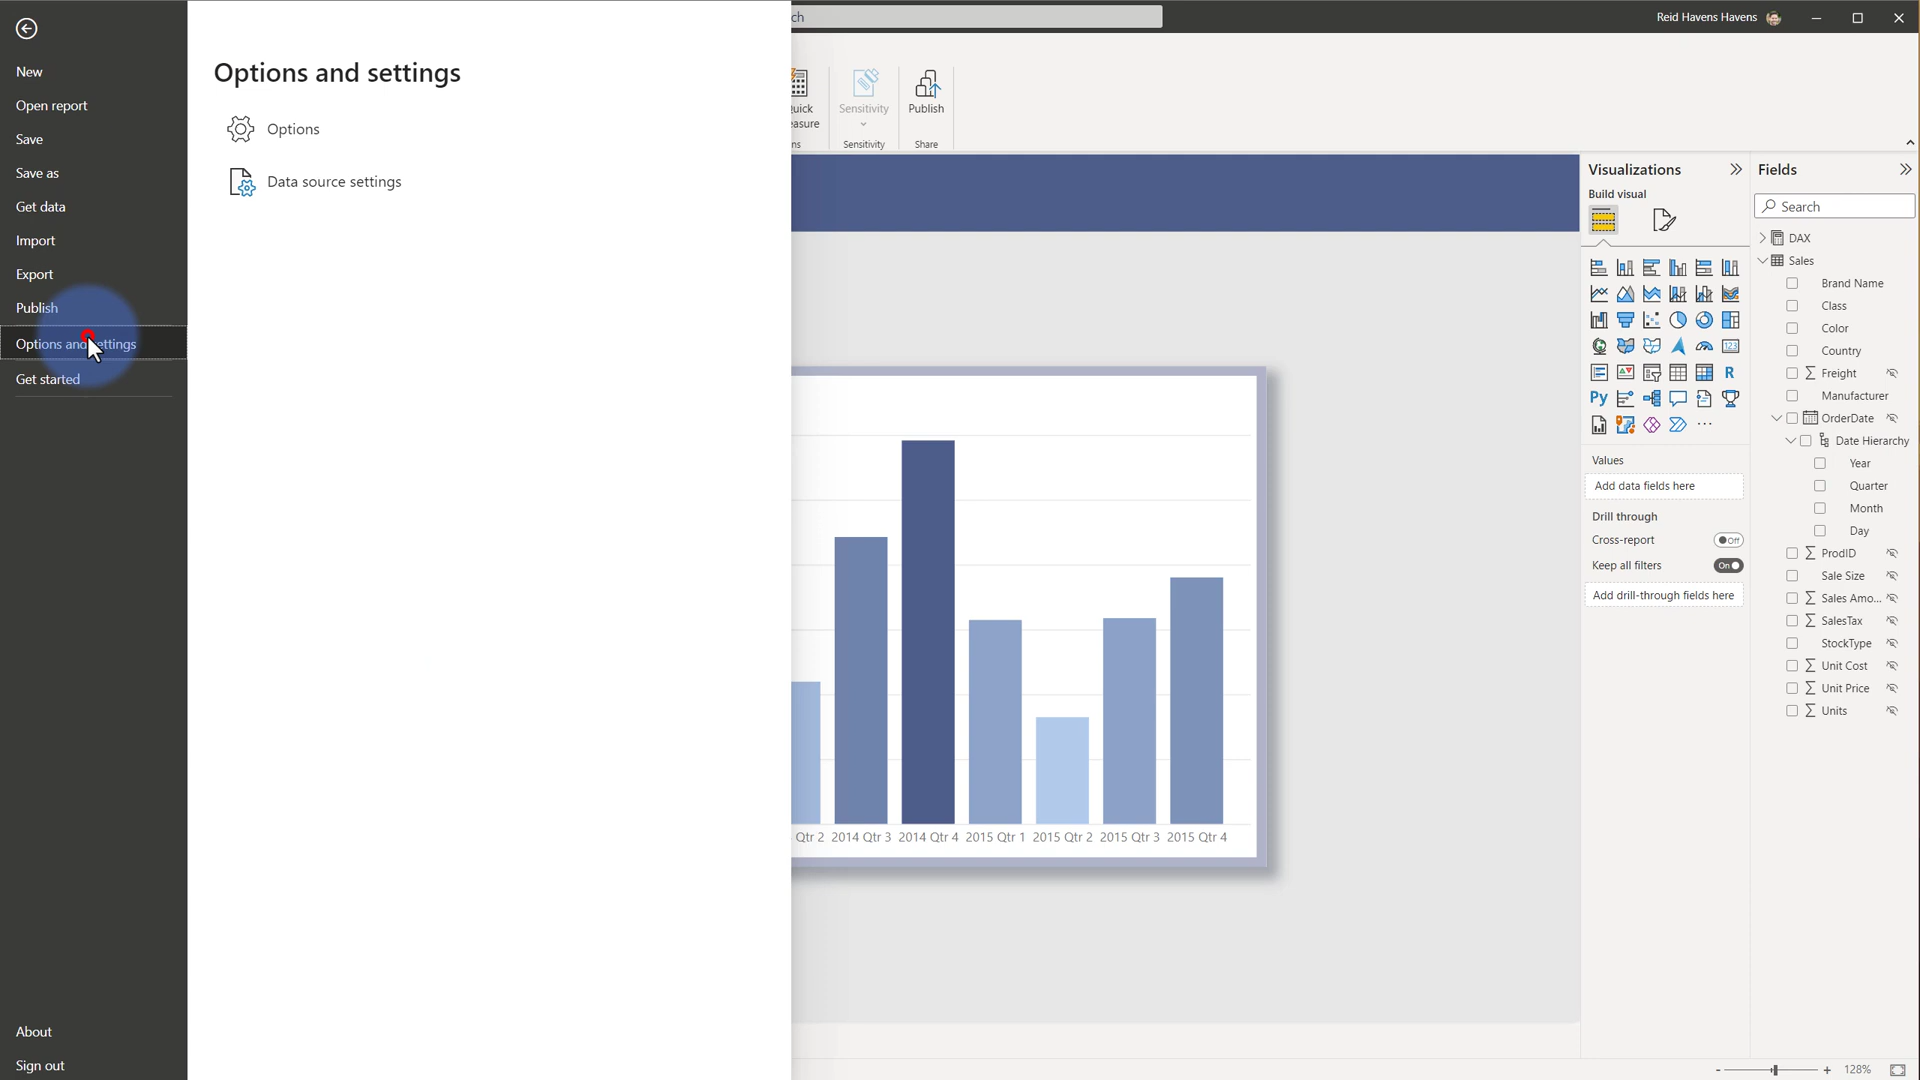 ch
Reid Havens Havens
New
Open report
Save
Save as
Get data
Import
Export
Publish
Options and settings
Get started
About
Sign out
Options and settings
Options
Data source settings
uick
easure
ns
Sensitivity
Sensitivity
Publish
Share
Qtr 2 2014 Qtr 3 2014 Qtr 4 2015 Qtr 1 2015 Qtr 2 2015 Qtr 3 2015 Qtr 4
Visualizations
Build visual
123
R
Py
Values
Add data fields here
Drill through
Cross-report Off
Keep all filters On
Add drill-through fields here
Fields
Search
DAX
Sales
Brand Name
Class
Color
Country
Freight
Manufacturer
OrderDate
Date Hierarchy
Year
Quarter
Month
Day
ProdID
Sale Size
Sales Amo...
SalesTax
StockType
Unit Cost
Unit Price
Units
128%